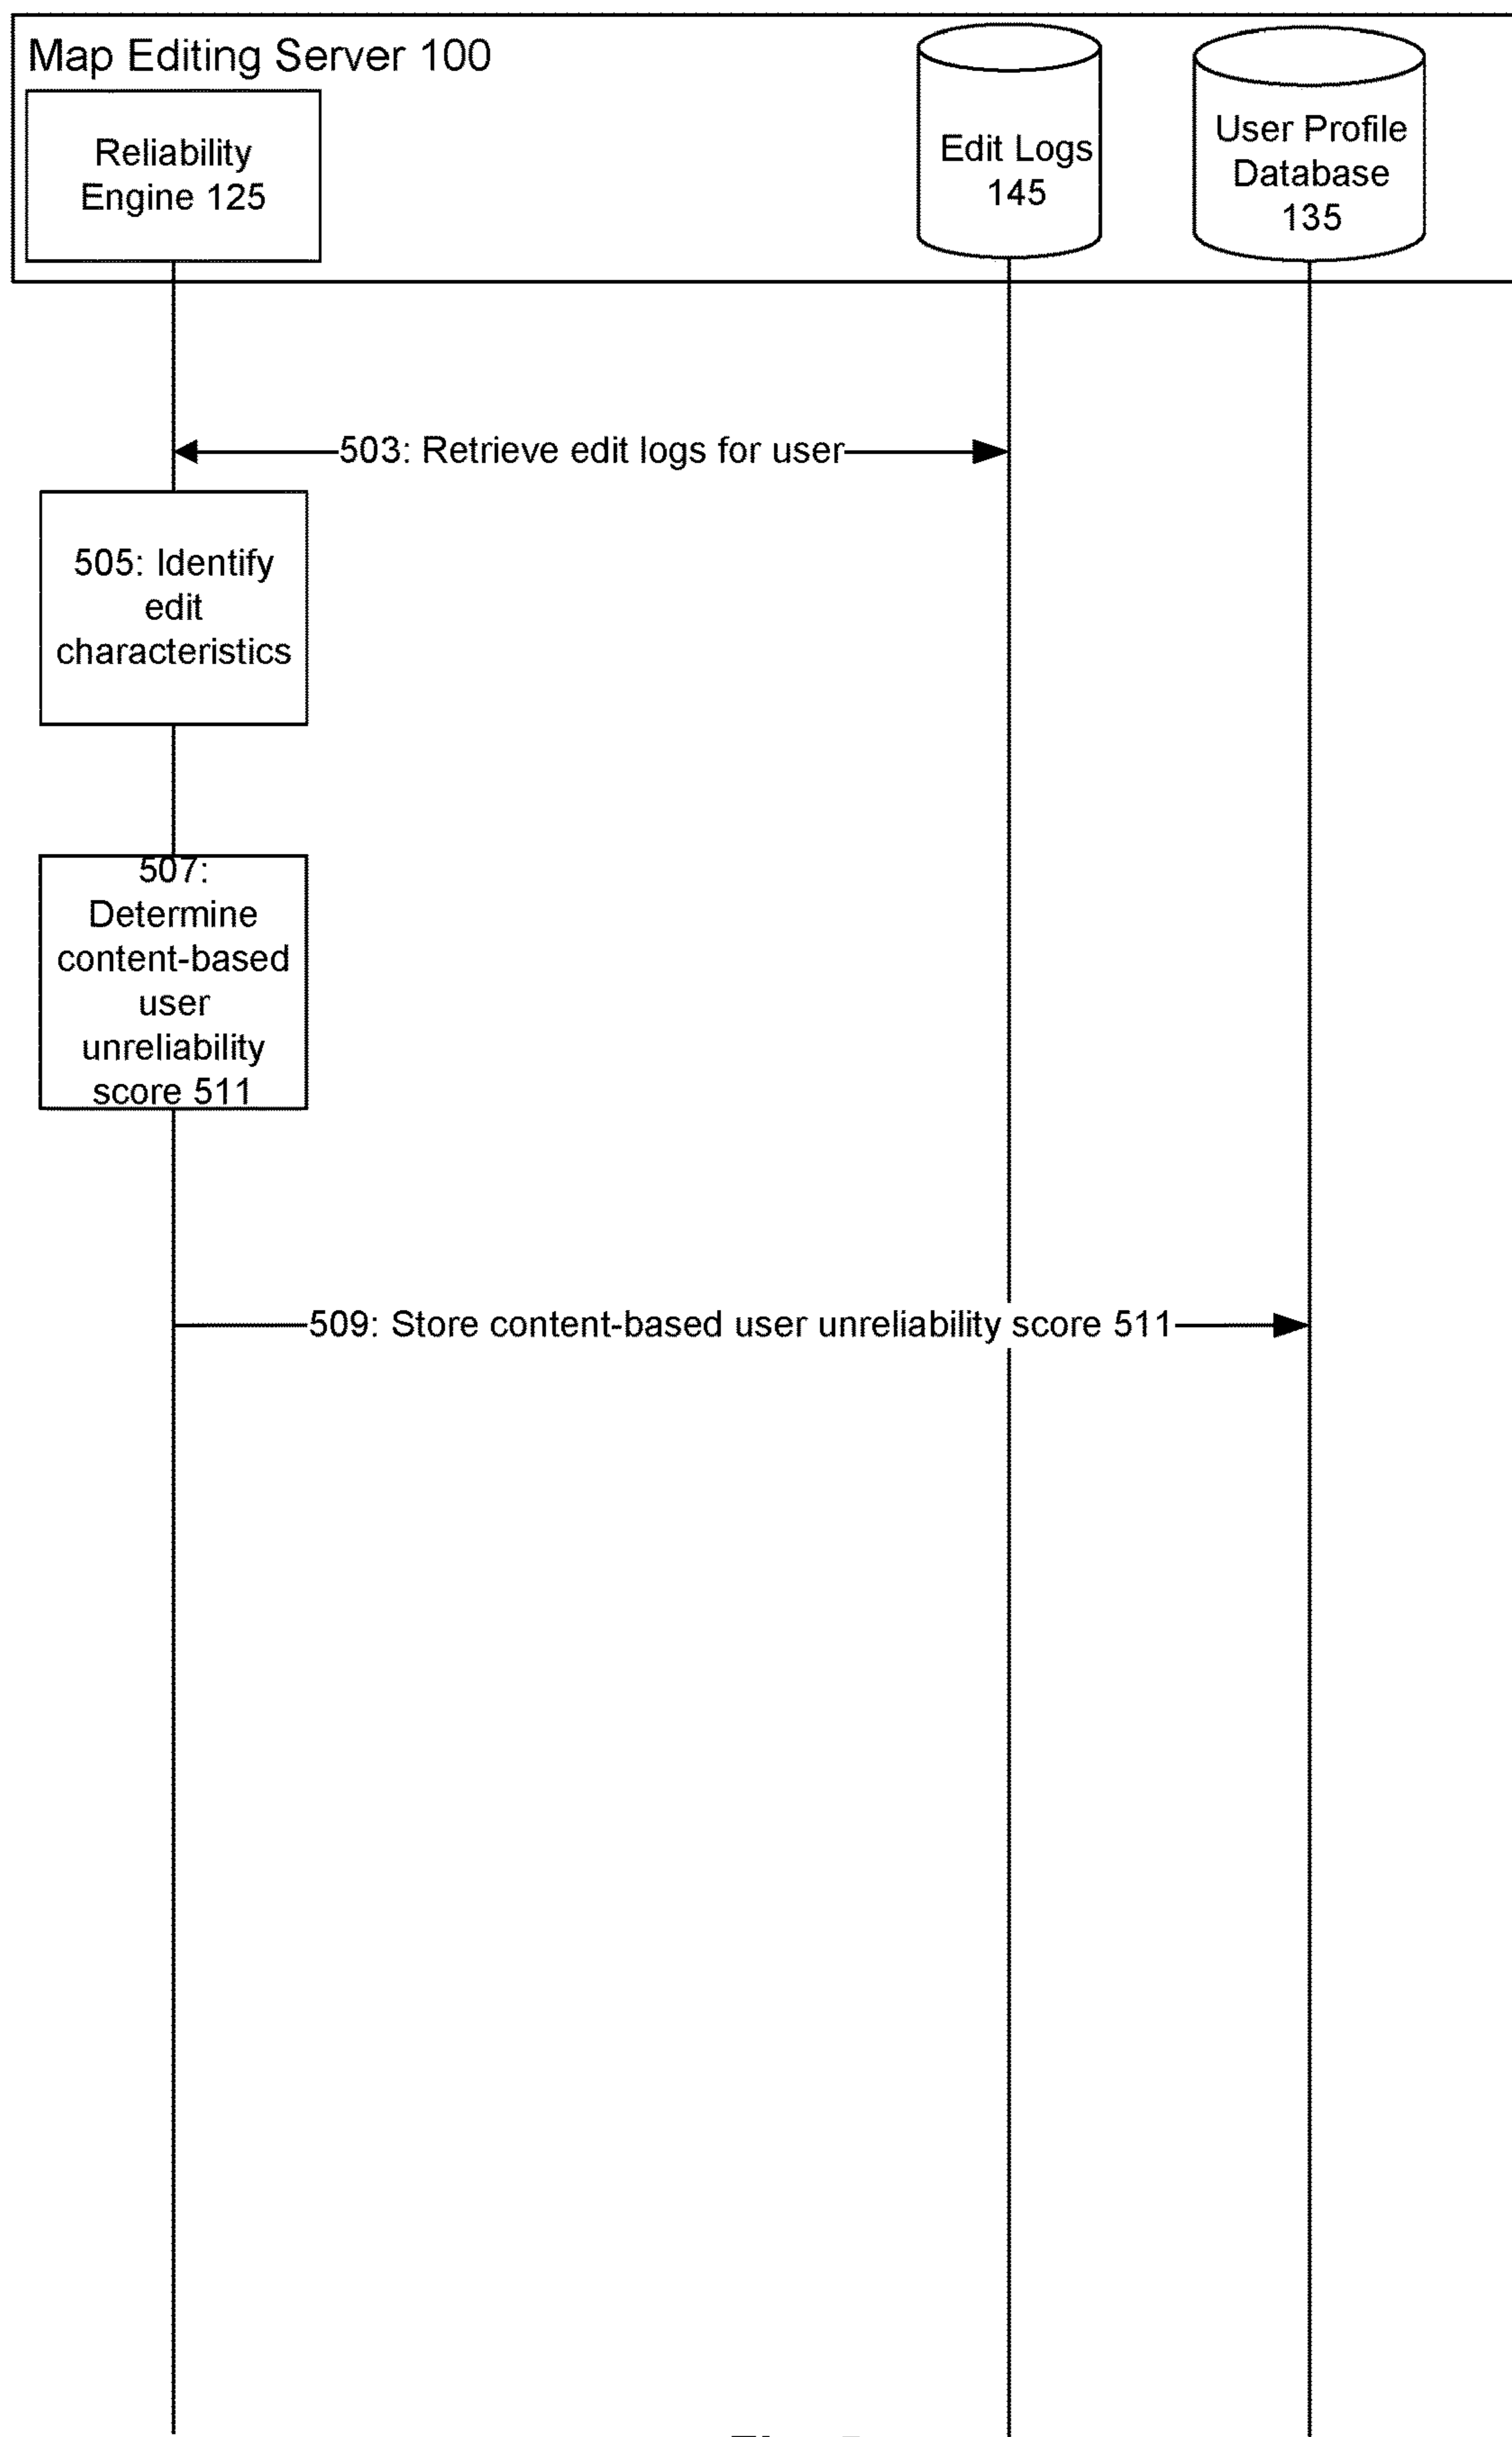 Map Editing Server 100
Reliability
Engine 125
Edit Logs
145
User Profile
Database
135
503: Retrieve edit logs for user
505: Identify
edit
characteristics
507:
Determine
content-based
user
unreliability
score 511
509: Store content-based user unreliability score 511